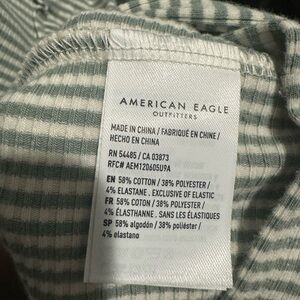 AMERICAN EAGLE
OUTFITTERS
MADE IN CHINA / FABRIQUÉ EN CHINE /
HECHO EN CHINA
RN 54485 / CA 03873
RFC# AEM120605U9A
EN 58% COTTON / 38% POLYESTER /
4% ELASTANE . EXCLUSIVE OF ELASTIC
FR 58% COTON / 38% POLYESTER /
4% ÉLASTHANNE . SANS LES ÉLASTIQUES
SP 58% algodón / 38% poliéster /
4% elastano